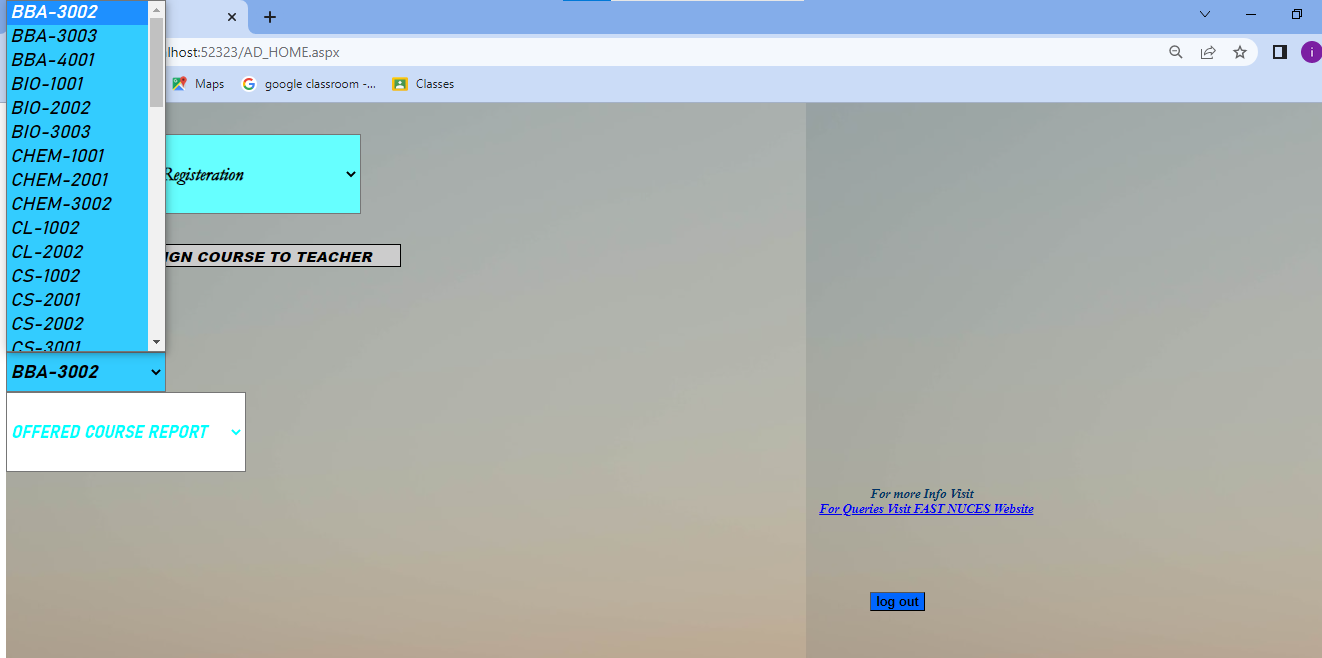 BBA-3002
BBA-3003
BBA-4001
BIO-1001
BIO-2002
BIO-3003
CHEM-1001
CHEM-2001
CHEM-3002
CL-1002
CL-2002
CS-1002
CS-2001
CS-2002
CS-3001
lhost:52323/AD_HOME.aspx
i
Maps
google classroom -...
Classes
Registeration
IGN COURSE TO TEACHER
BBA-3002
OFFERED COURSE REPORT
For more Info Visit
For Queries Visit FAST NUCES Website
log out